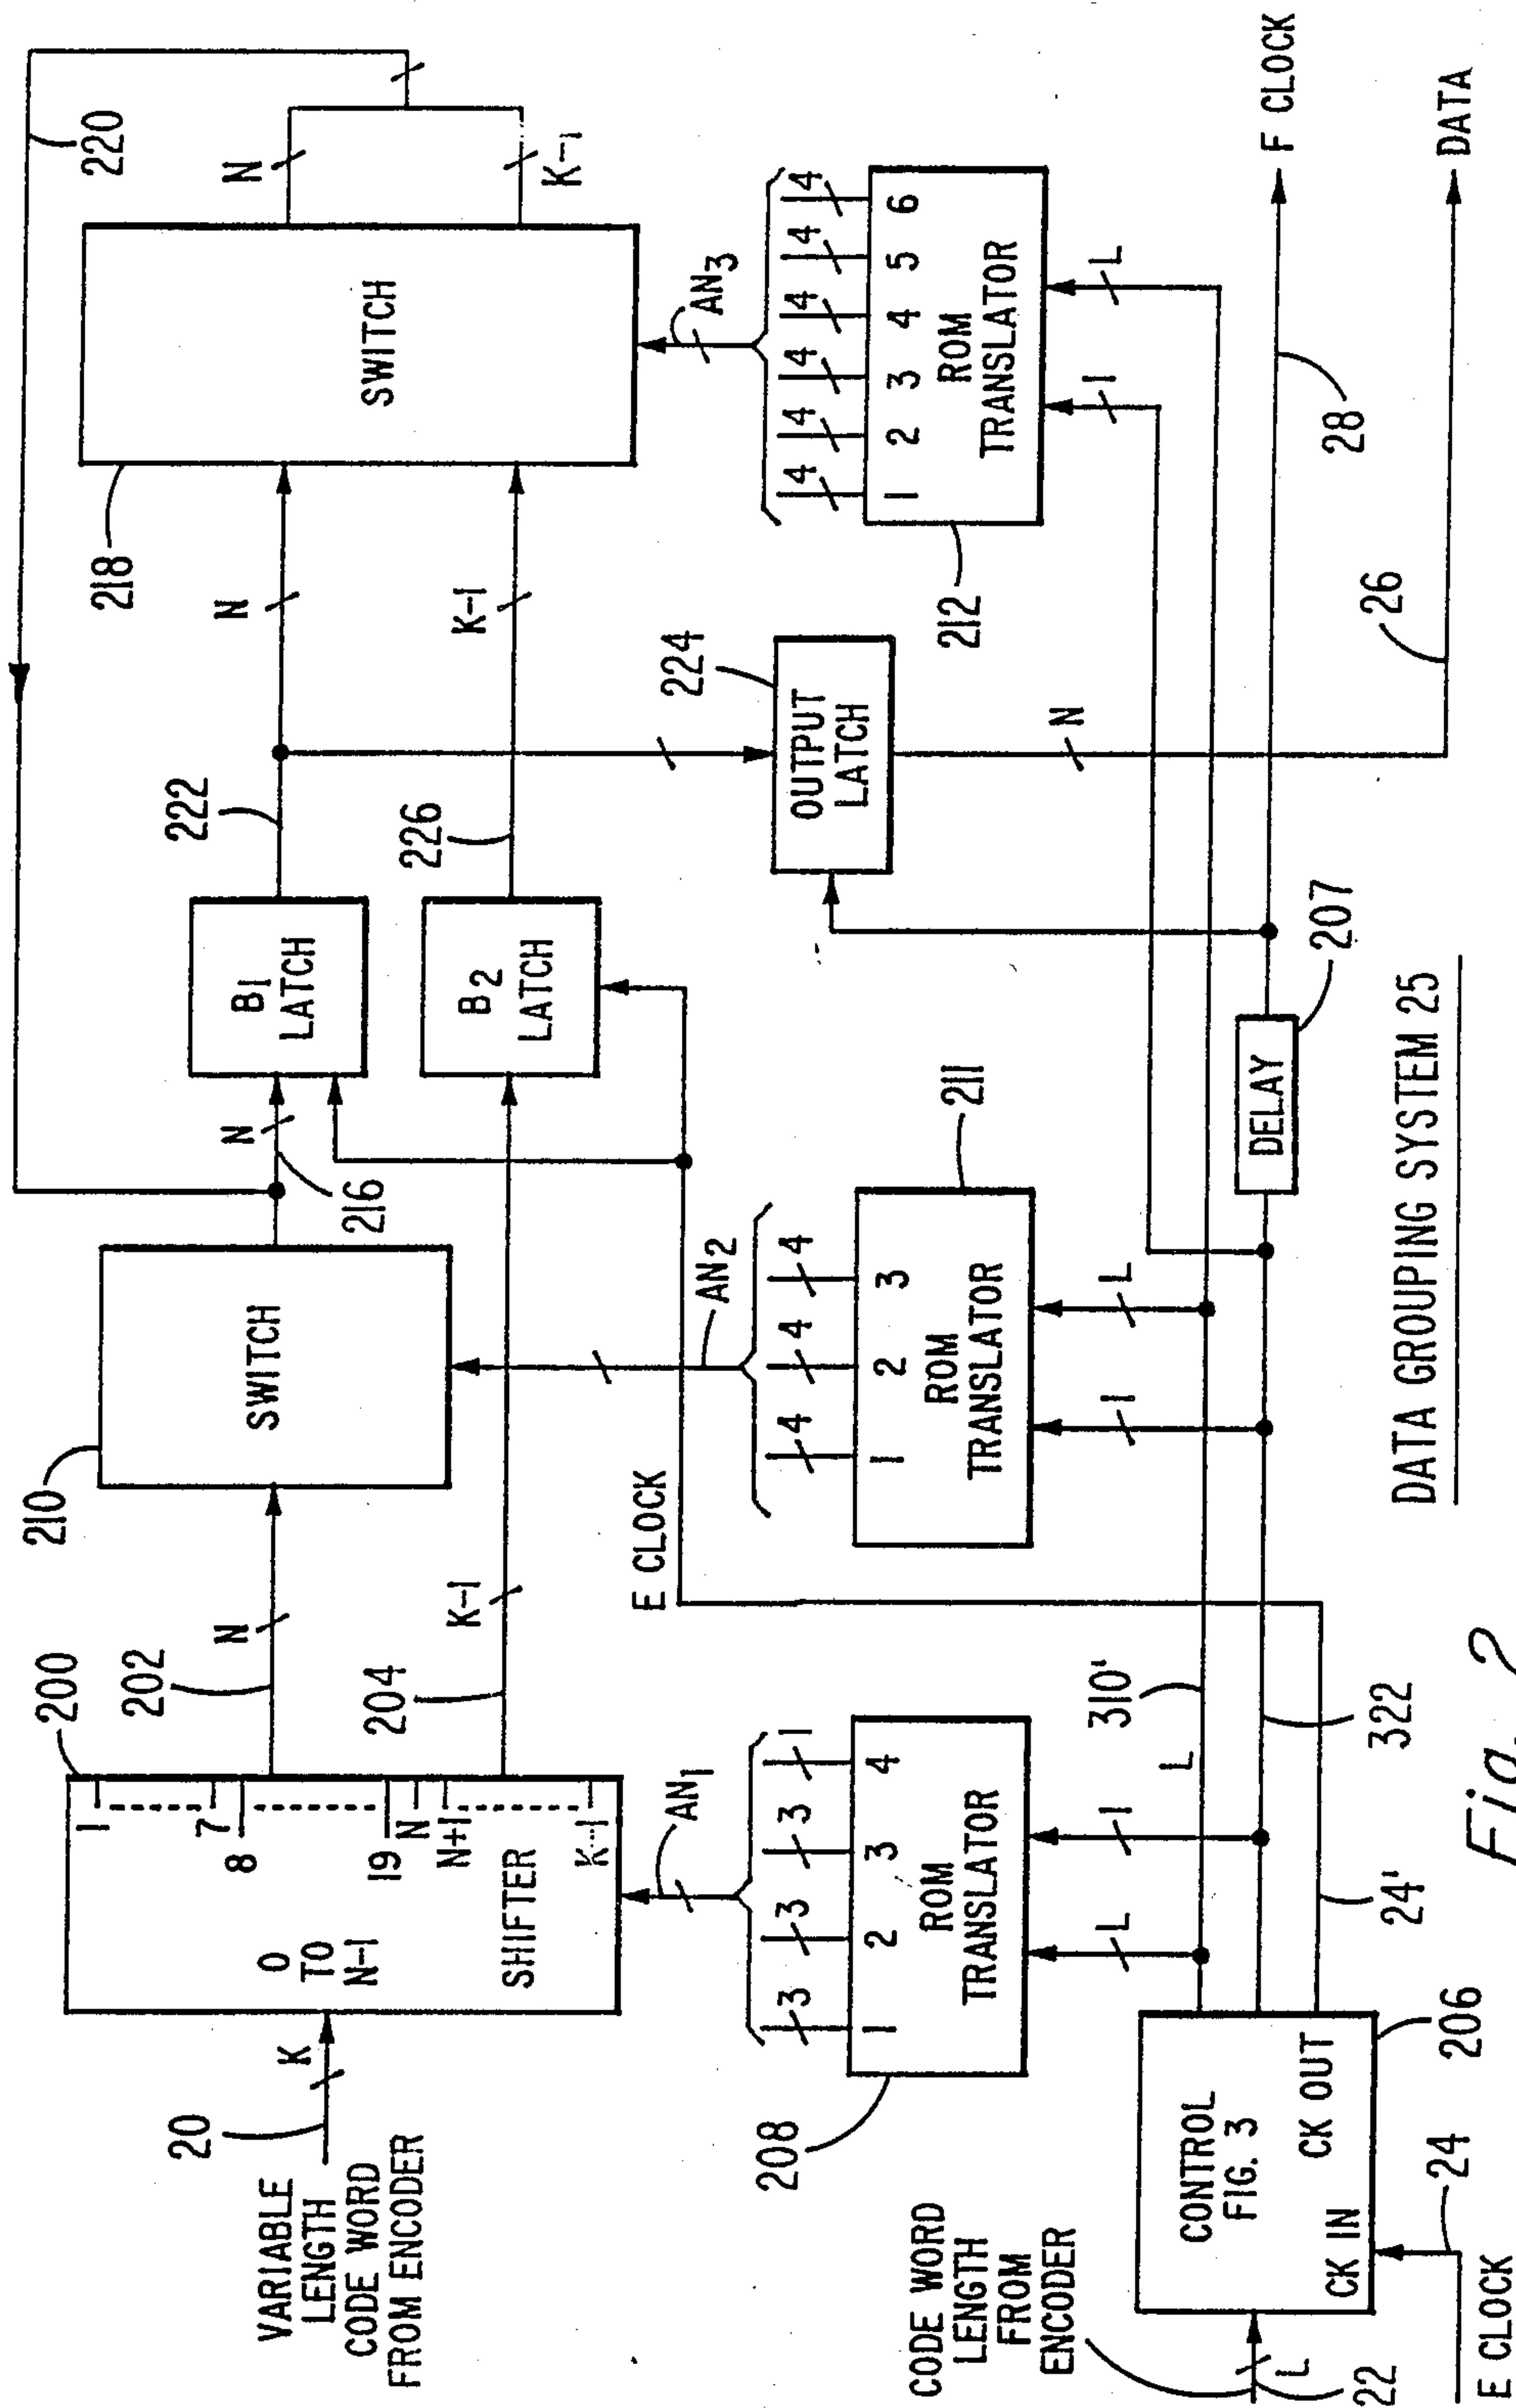 VARIABLE
LENGTH
CODE WORD
FROM ENCODER
20
K
0
TO
N-1
SHIFTER
1
7
8
19
N
N+1
K-1
200
202
N
204
K-1
210
SWITCH
216
N
B1
LATCH
222
B2
LATCH
226
N
K-1
218
SWITCH
N
K-1
220
AN1
3
3
3
1
1
2
3
4
ROM
TRANSLATOR
208
L
1
E CLOCK
AN2
4
4
4
1
2
3
ROM
TRANSLATOR
211
1
L
OUTPUT
LATCH
224
N
AN3
4
4
4
4
4
4
1
2
3
4
5
6
ROM
TRANSLATOR
212
1
L
CODE WORD
LENGTH
FROM
ENCODER
L
22
CONTROL
FIG. 3
CK IN
CK OUT
206
E CLOCK
24
24'
L
310'
322
DELAY
207
28
F CLOCK
26
DATA
DATA GROUPING SYSTEM 25
Fig. 2